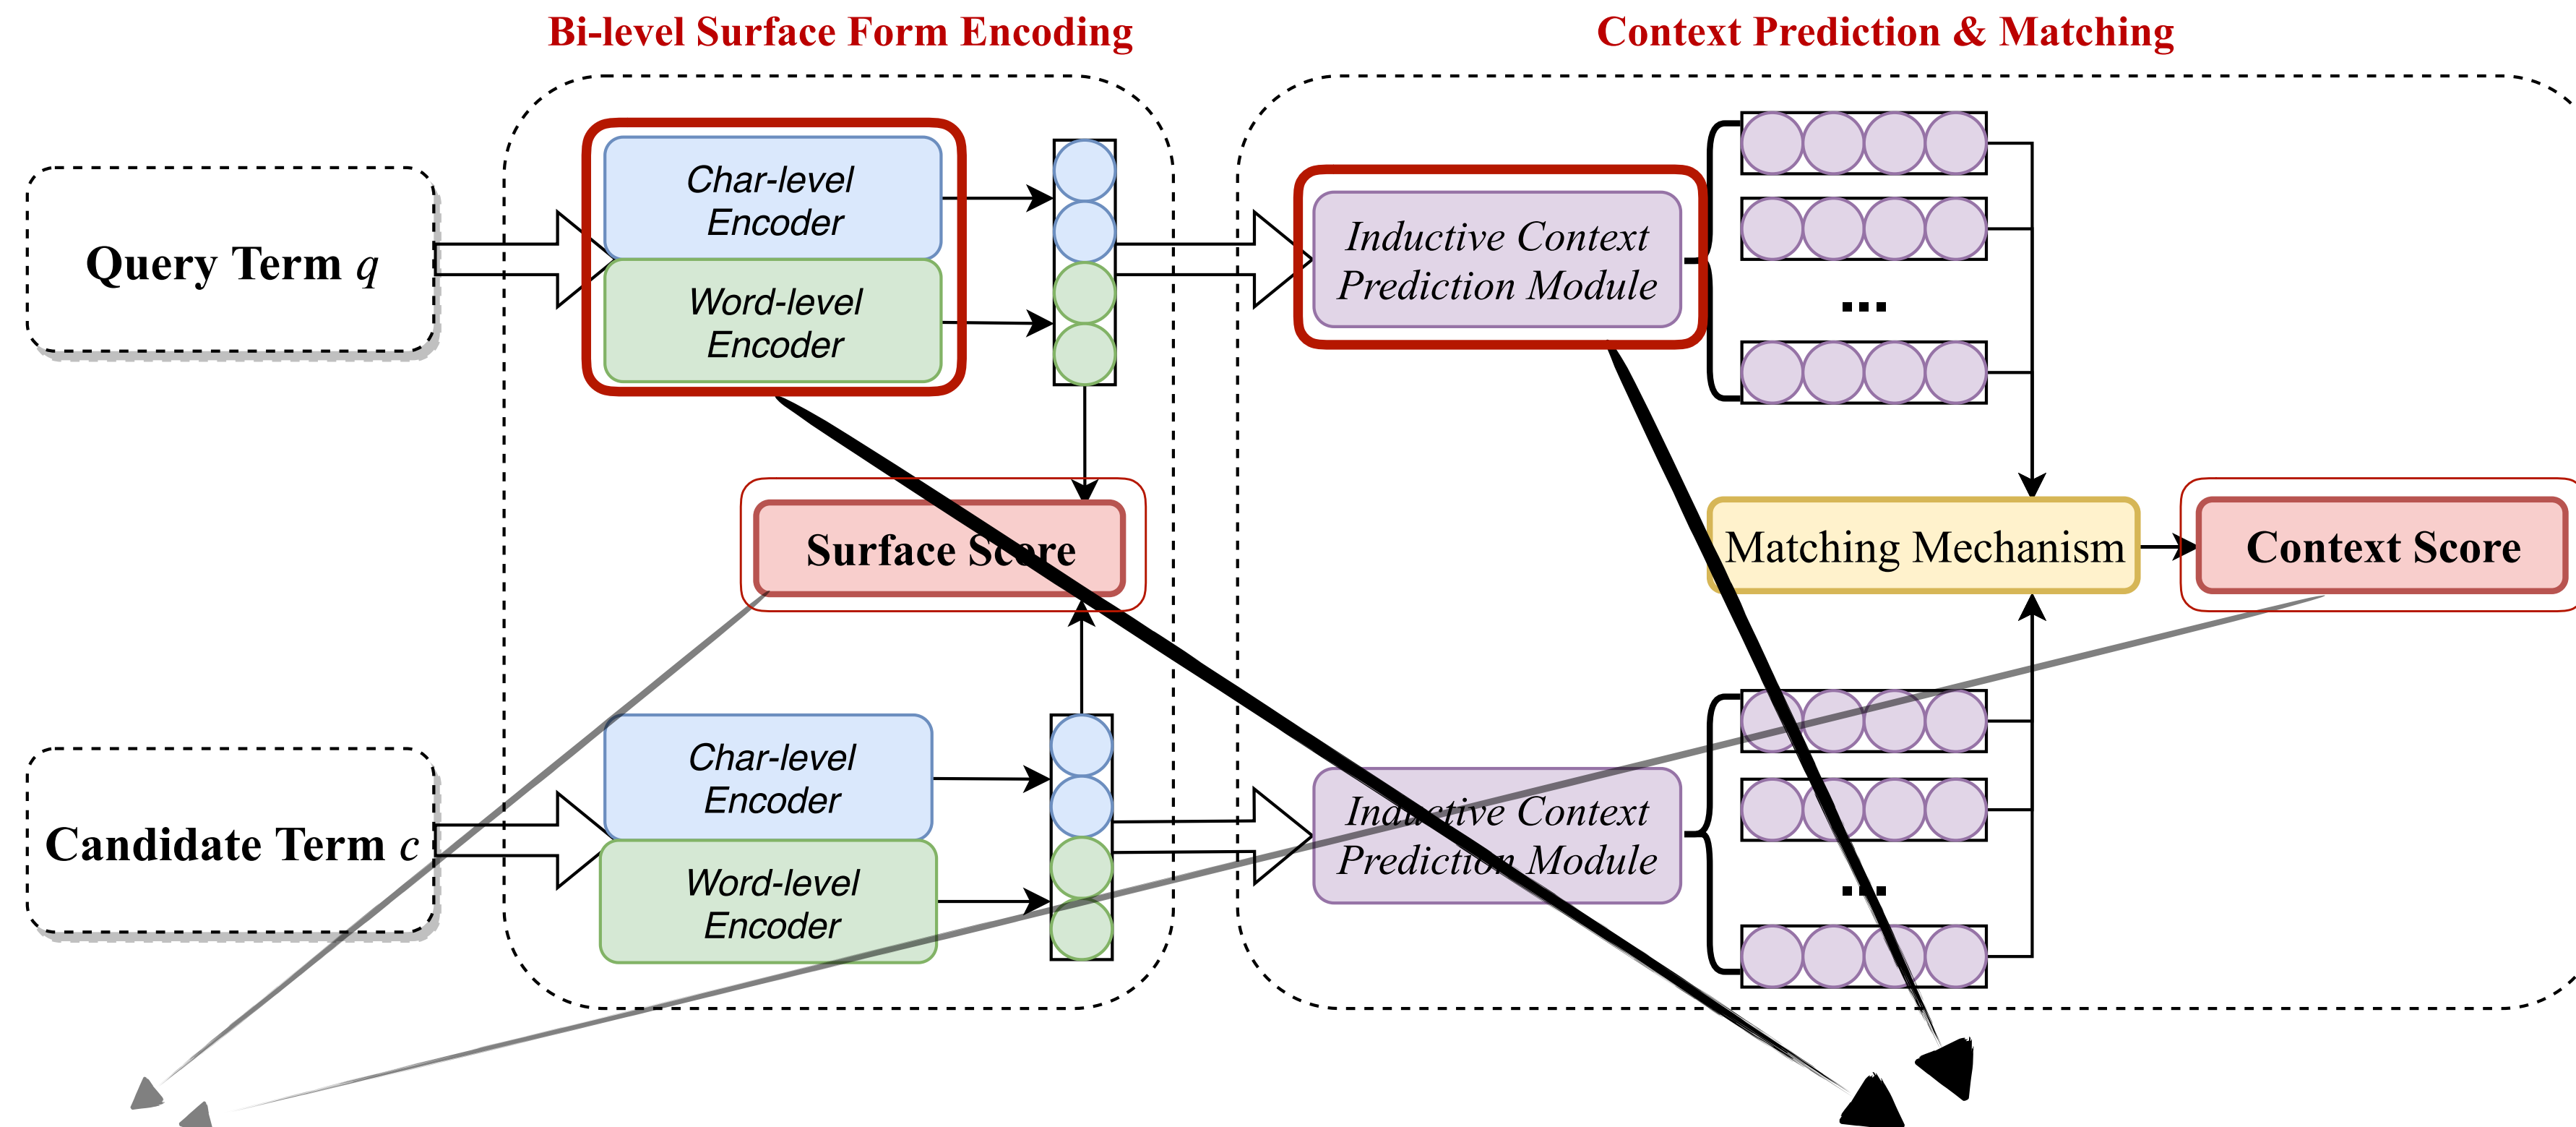 Bi-level Surface Form Encoding
Context Prediction & Matching
Query Term q
Char-level
Encoder
Word-level
Encoder
Inductive Context
Prediction Module
...
Surface Score
Matching Mechanism
Context Score
Candidate Term c
Char-level
Encoder
Word-level
Encoder
Inductive Context
Prediction Module
...